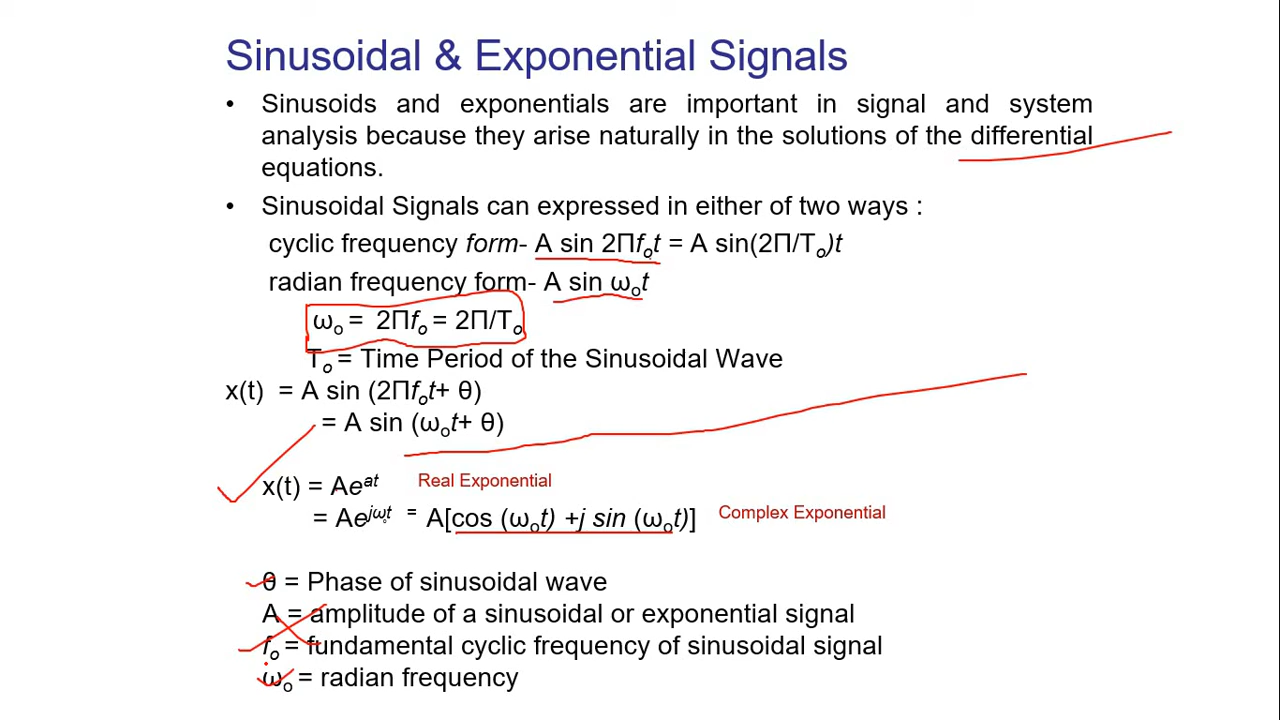 Sinusoidal & Exponential Signals
• Sinusoids and exponentials are important in signal and system
analysis because they arise naturally in the solutions of the differential
equations.
• Sinusoidal Signals can expressed in either of two ways :
cyclic frequency form- A sin 2Πfot = A sin(2Π/To)t
radian frequency form- A sin ωot
ωo = 2Πfo = 2Π/To
To = Time Period of the Sinusoidal Wave
x(t) = A sin (2Πfot+ θ)
= A sin (ωot+ θ)
x(t) = Aeat Real Exponential
= Aejωot = A[cos (ωot) +j sin (ωot)] Complex Exponential
θ = Phase of sinusoidal wave
A = amplitude of a sinusoidal or exponential signal
fo = fundamental cyclic frequency of sinusoidal signal
ωo = radian frequency